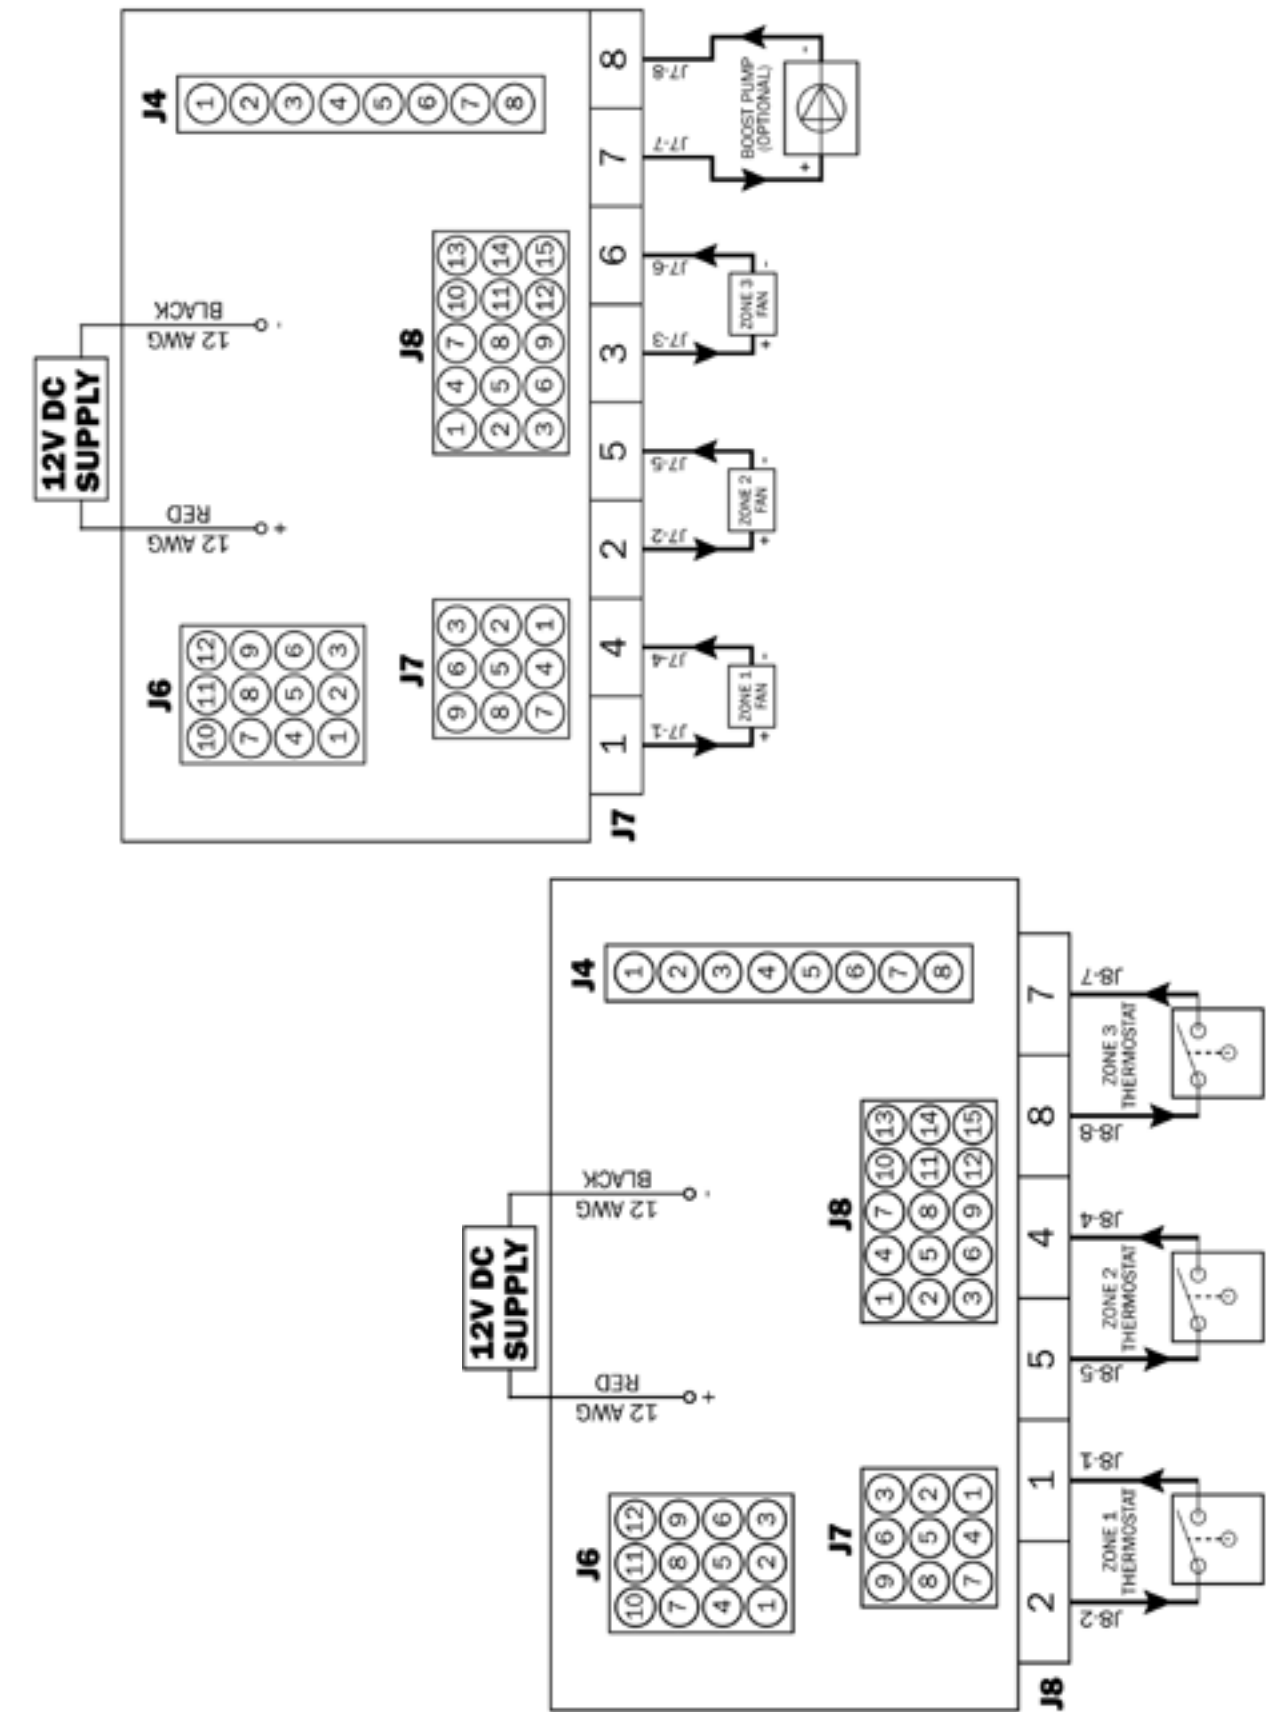 12V DC
SUPPLY
12 AWG
RED
12 AWG
BLACK
+
-
J4
1
2
3
4
5
6
7
8
J6
10 11 12
7 8 9
4 5 6
1 2 3
J7
9 6 3
8 5 2
7 4 1
J8
1 4 7 10 13
2 5 8 11 14
3 6 9 12 15
J7
1 4 2 5 3 6 7 8
J7-1
J7-4
J7-2
J7-5
J7-3
J7-6
J7-7
J7-8
+ ZONE 1 -
FAN
+ ZONE 2 -
FAN
+ ZONE 3 -
FAN
BOOST PUMP
(OPTIONAL)
+ -
12V DC
SUPPLY
12 AWG
RED
12 AWG
BLACK
+
-
J4
1
2
3
4
5
6
7
8
J6
10 11 12
7 8 9
4 5 6
1 2 3
J7
9 6 3
8 5 2
7 4 1
J8
1 4 7 10 13
2 5 8 11 14
3 6 9 12 15
J8
2 1 5 4 8 7
J8-2
J8-1
J8-5
J8-4
J8-8
J8-7
ZONE 1
THERMOSTAT
ZONE 2
THERMOSTAT
ZONE 3
THERMOSTAT